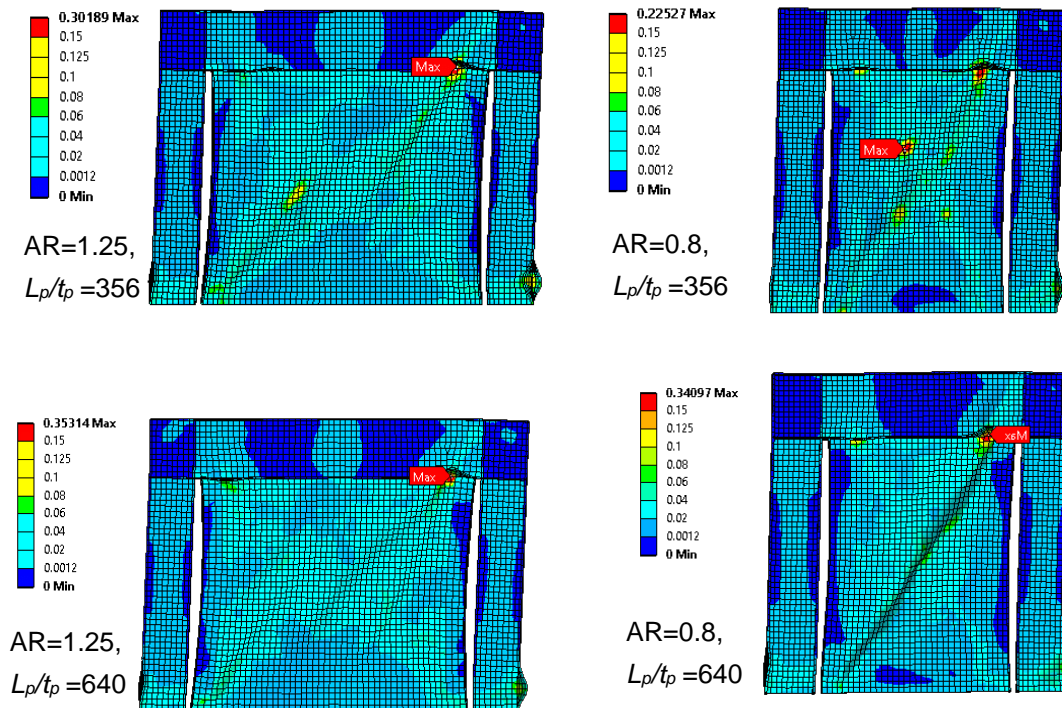 0.30189 Max
0.15
0.125
0.1
0.08
0.06
0.04
0.02
0.0012
0 Min
Max
AR=1.25,
Lp/tp =356
0.22527 Max
0.15
0.125
0.1
0.08
0.06
0.04
0.02
0.0012
0 Min
Max
AR=0.8,
Lp/tp =356
0.35314 Max
0.15
0.125
0.1
0.08
0.06
0.04
0.02
0.0012
0 Min
Max
AR=1.25,
Lp/tp =640
0.34097 Max
0.15
0.125
0.1
0.08
0.06
0.04
0.02
0.0012
0 Min
Max
AR=0.8,
Lp/tp =640